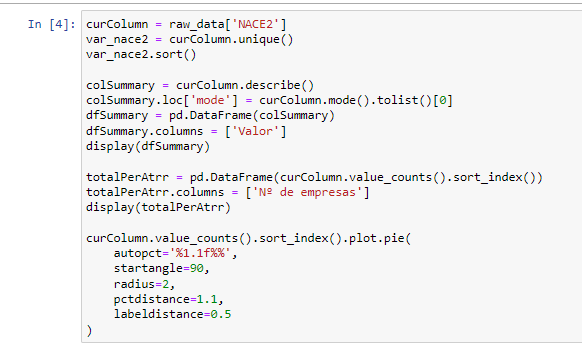 In [4]: curColumn = raw_data['NACE2']
var_nace2 = curColumn.unique()
var_nace2.sort()

colSummary = curColumn.describe()
colSummary.loc['mode'] = curColumn.mode().tolist()[0]
dfSummary = pd.DataFrame(colSummary)
dfSummary.columns = ['Valor']
display(dfSummary)

totalPerAtrr = pd.DataFrame(curColumn.value_counts().sort_index())
totalPerAtrr.columns = ['Nº de empresas']
display(totalPerAtrr)

curColumn.value_counts().sort_index().plot.pie(
    autopct='%1.1f%%',
    startangle=90,
    radius=2,
    pctdistance=1.1,
    labeldistance=0.5
)